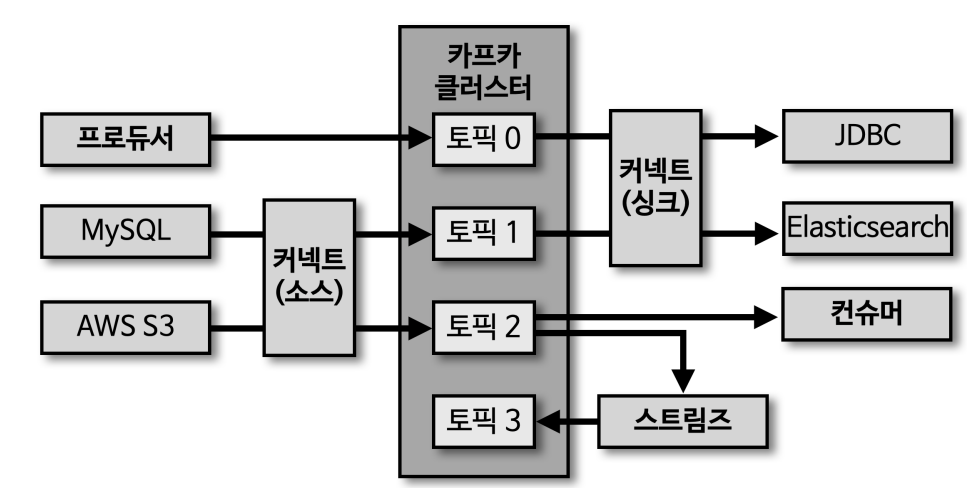 카프카
클러스터
프로듀서
토픽 0
JDBC
커넥트
(싱크)
MySQL
토픽 1
Elasticsearch
커넥트
(소스)
AWS S3
토픽 2
컨슈머
토픽 3
스트림즈